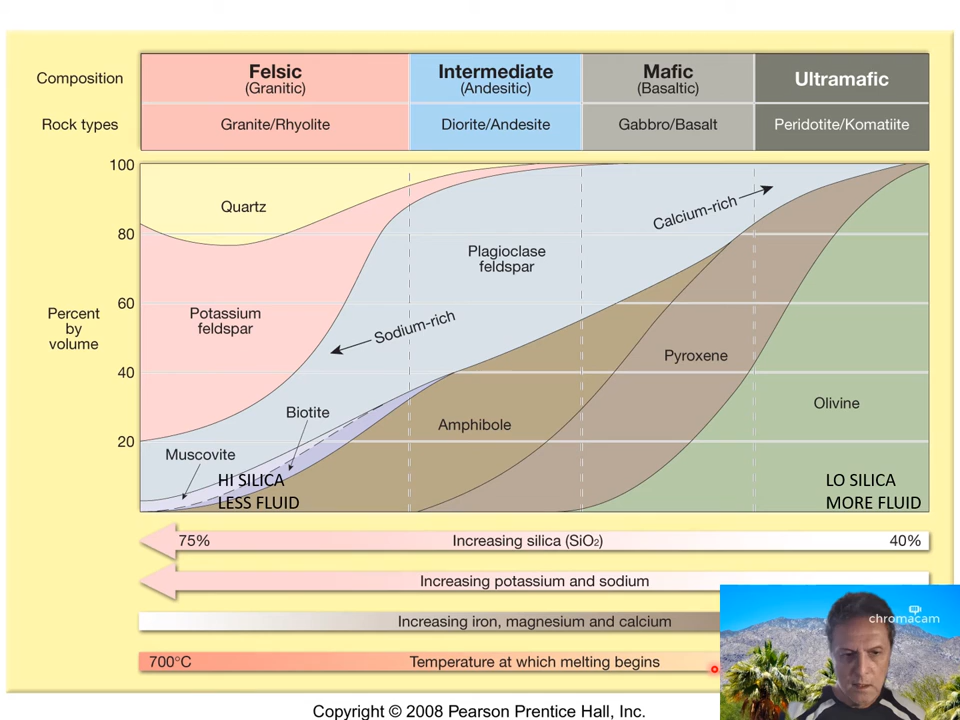 Composition
Felsic
(Granitic)
Intermediate
(Andesitic)
Mafic
(Basaltic)
Ultramafic
Rock types
Granite/Rhyolite
Diorite/Andesite
Gabbro/Basalt
Peridotite/Komatiite
100
80
60
40
20
Percent
by
volume
Quartz
Potassium
feldspar
Plagioclase
feldspar
Calcium-rich
Sodium-rich
Biotite
Muscovite
Amphibole
Pyroxene
Olivine
HI SILICA
LESS FLUID
LO SILICA
MORE FLUID
75%
Increasing silica (SiO₂)
40%
Increasing potassium and sodium
Increasing iron, magnesium and calcium
700°C
Temperature at which melting begins
chromacam
Copyright © 2008 Pearson Prentice Hall, Inc.